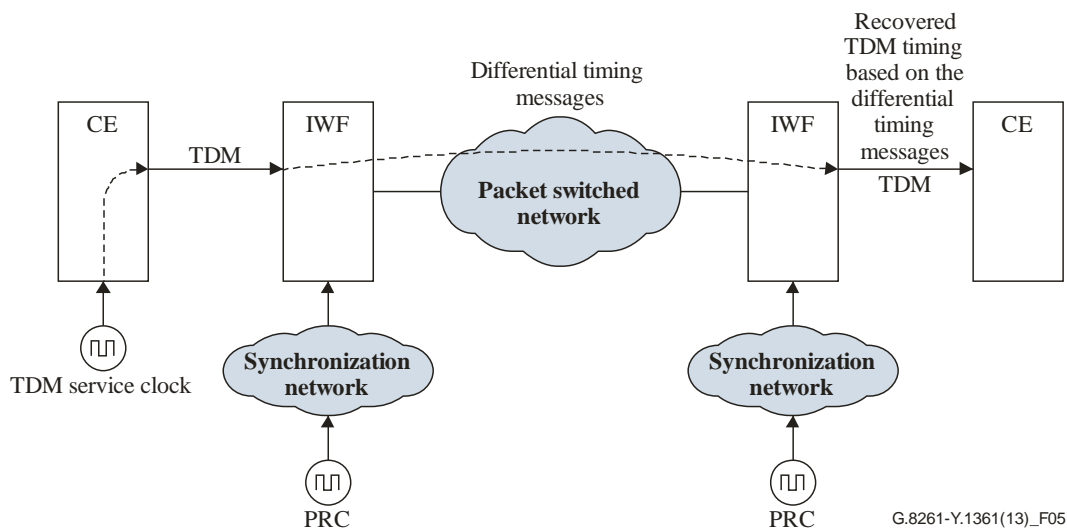 Differential timing
messages
Recovered
TDM timing
based on the
differential
timing
messages
CE
IWF
IWF
CE
TDM
TDM
Packet switched
network
Synchronization
network
Synchronization
network
TDM service clock
PRC
PRC
G.8261-Y.1361(13)_F05